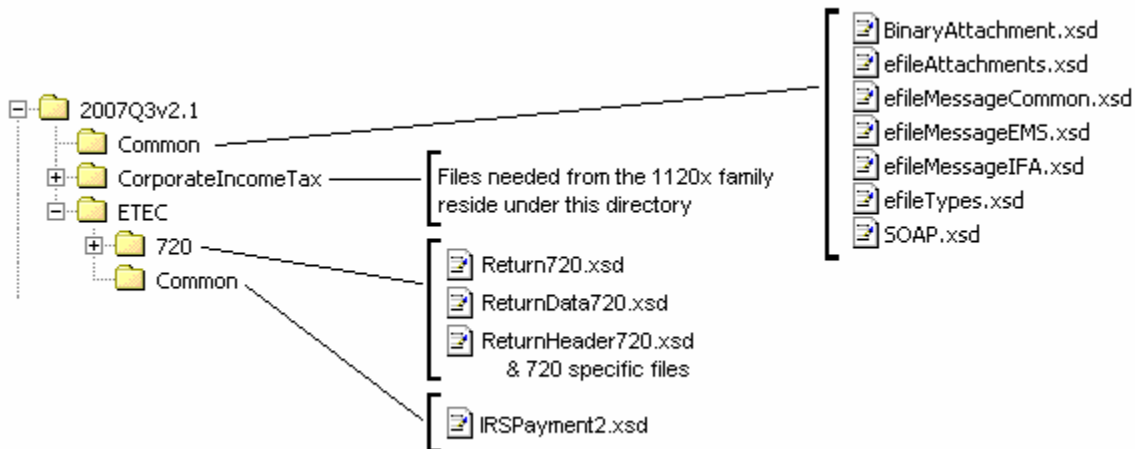 2007Q3v2.1
Common
CorporateIncomeTax
ETEC
720
Common
BinaryAttachment.xsd
efileAttachments.xsd
efileMessageCommon.xsd
efileMessageEMS.xsd
efileMessageIFA.xsd
efileTypes.xsd
SOAP.xsd
Files needed from the 1120x family
reside under this directory
Return720.xsd
ReturnData720.xsd
ReturnHeader720.xsd
& 720 specific files
IRSPayment2.xsd